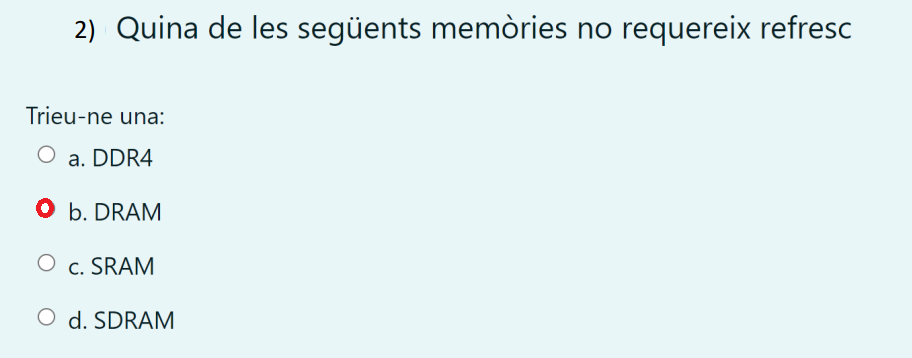 2) Quina de les següents memòries no requereix refresc
Trieu-ne una:
a. DDR4
b. DRAM
c. SRAM
d. SDRAM